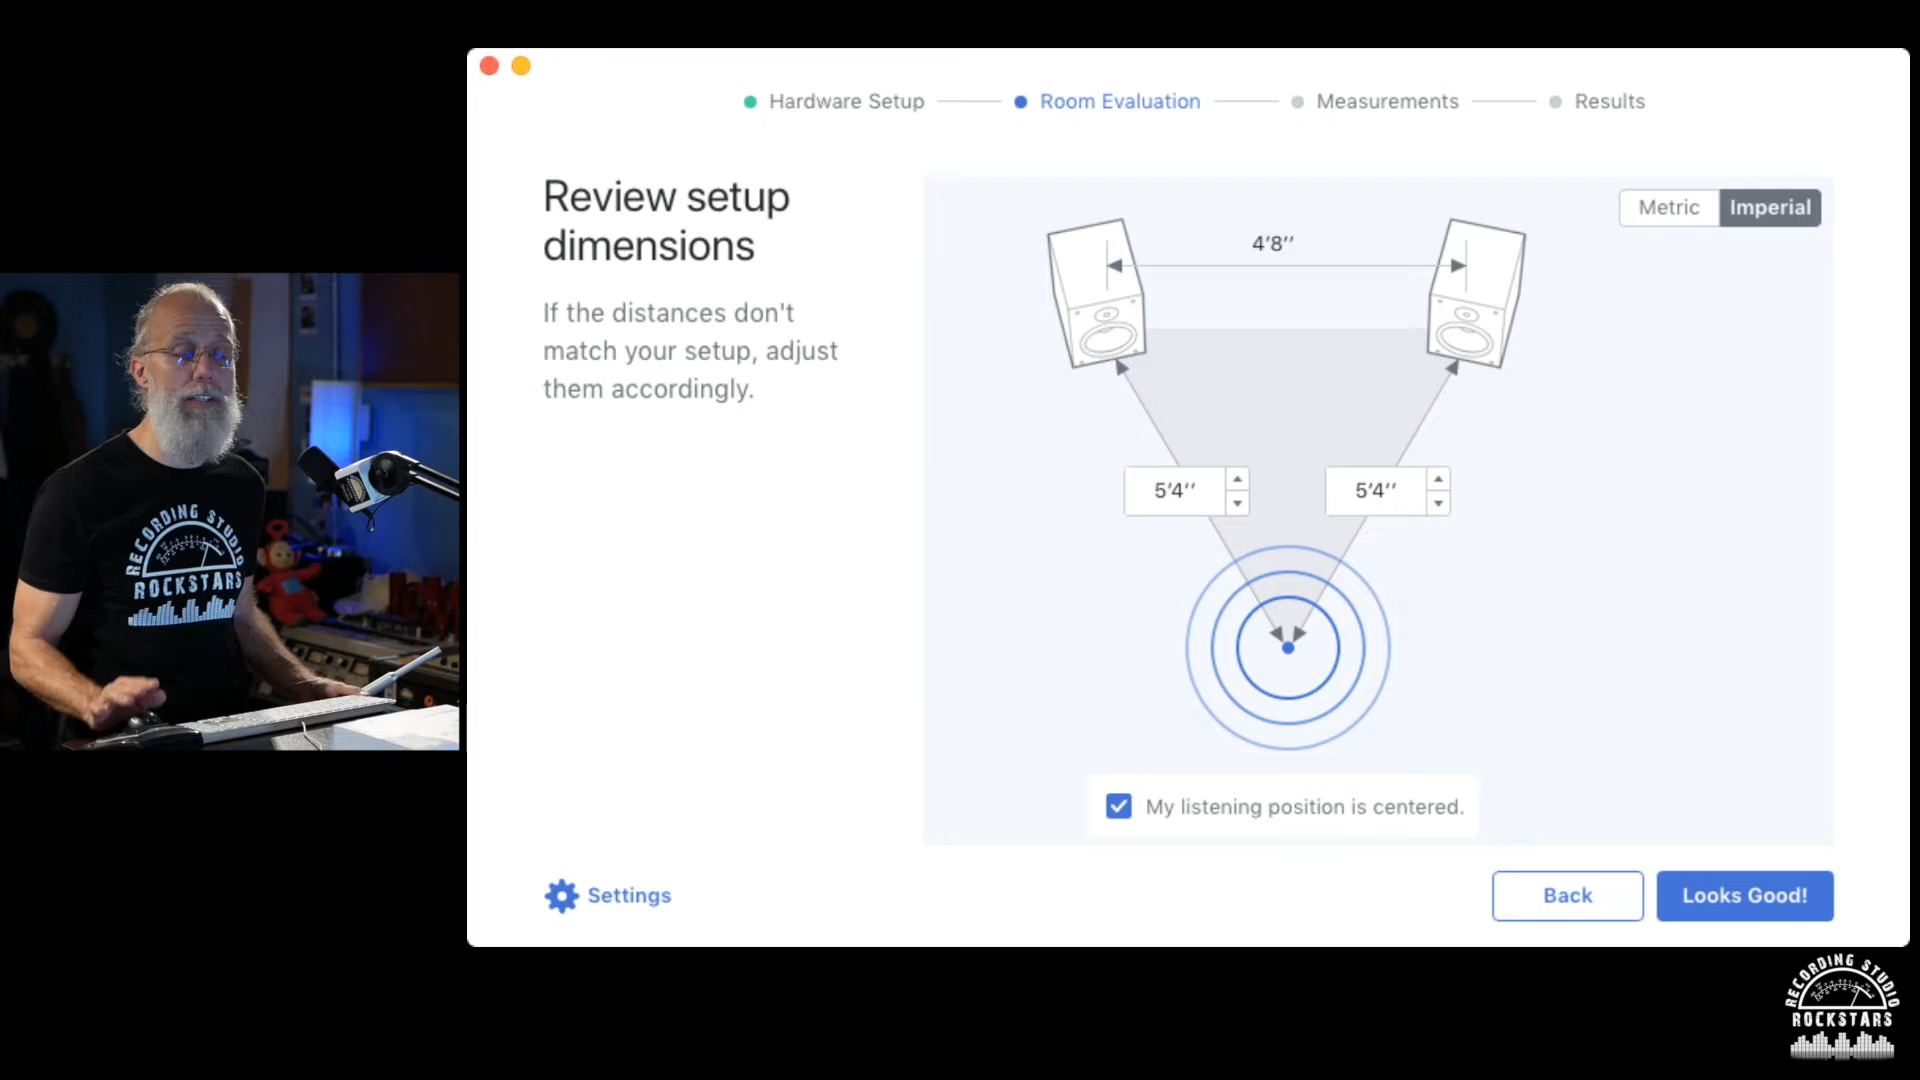 Hardware Setup
Room Evaluation
Measurements
Results
Review setup
dimensions
If the distances don't
match your setup, adjust
them accordingly.
Metric
Imperial
4'8''
5'4''
5'4''
My listening position is centered.
Settings
Back
Looks Good!
RECORDING STUDIO
ROCKSTARS
RECORDING STUDIO
ROCKSTARS